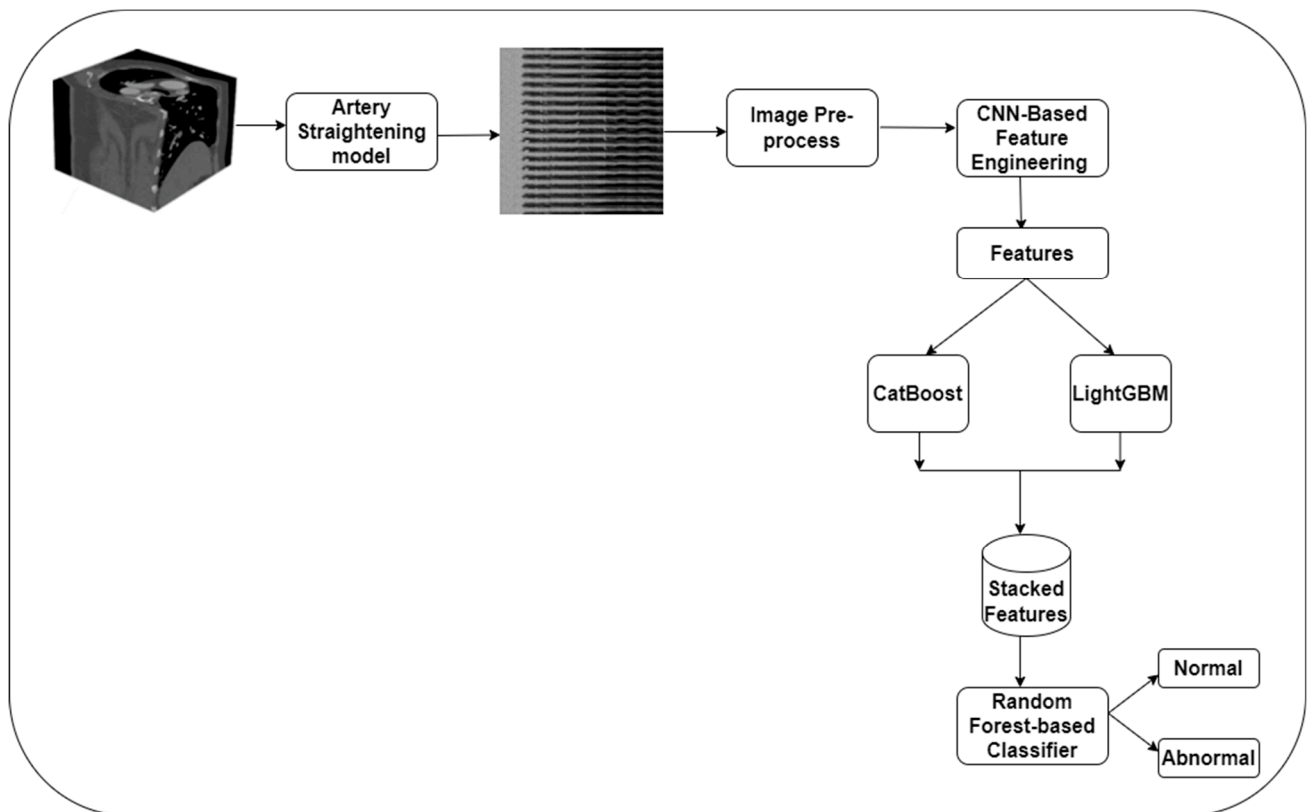 Artery
Straightening
model
Image Pre-
process
CNN-Based
Feature
Engineering
Features
CatBoost
LightGBM
Stacked
Features
Random
Forest-based
Classifier
Normal
Abnormal